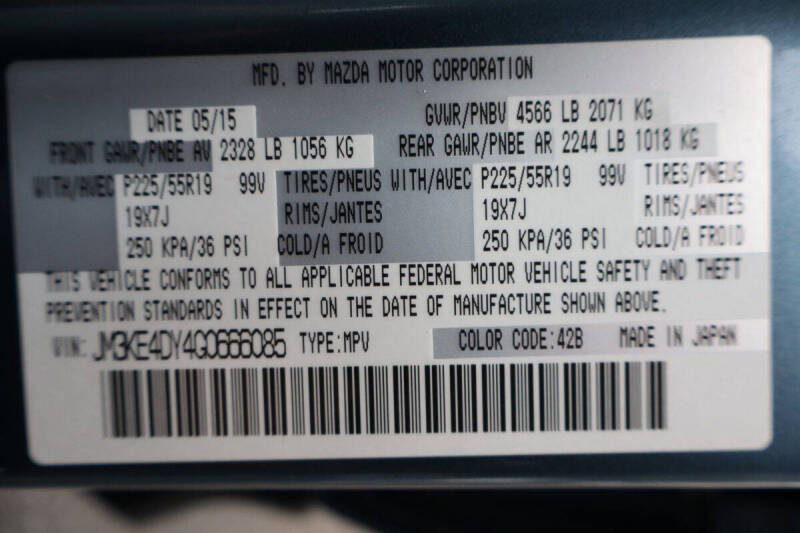 MFD. BY MAZDA MOTOR CORPORATION
DATE 05/15 GVWR/PNBV 4566 LB 2071 KG
FRONT GAWR/PNBE AV 2328 LB 1056 KG REAR GAWR/PNBE AR 2244 LB 1018 KG
WITH/AVEC P225/55R19 99V TIRES/PNEUS WITH/AVEC P225/55R19 99V TIRES/PNEUS
19X7J RIMS/JANTES 19X7J RIMS/JANTES
250 KPA/36 PSI COLD/A FROID 250 KPA/36 PSI COLD/A FROID
THIS VEHICLE CONFORMS TO ALL APPLICABLE FEDERAL MOTOR VEHICLE SAFETY AND THEFT
PREVENTION STANDARDS IN EFFECT ON THE DATE OF MANUFACTURE SHOWN ABOVE.
VIN: JM3KE4DY4G0666085 TYPE:MPV COLOR CODE:42B MADE IN JAPAN